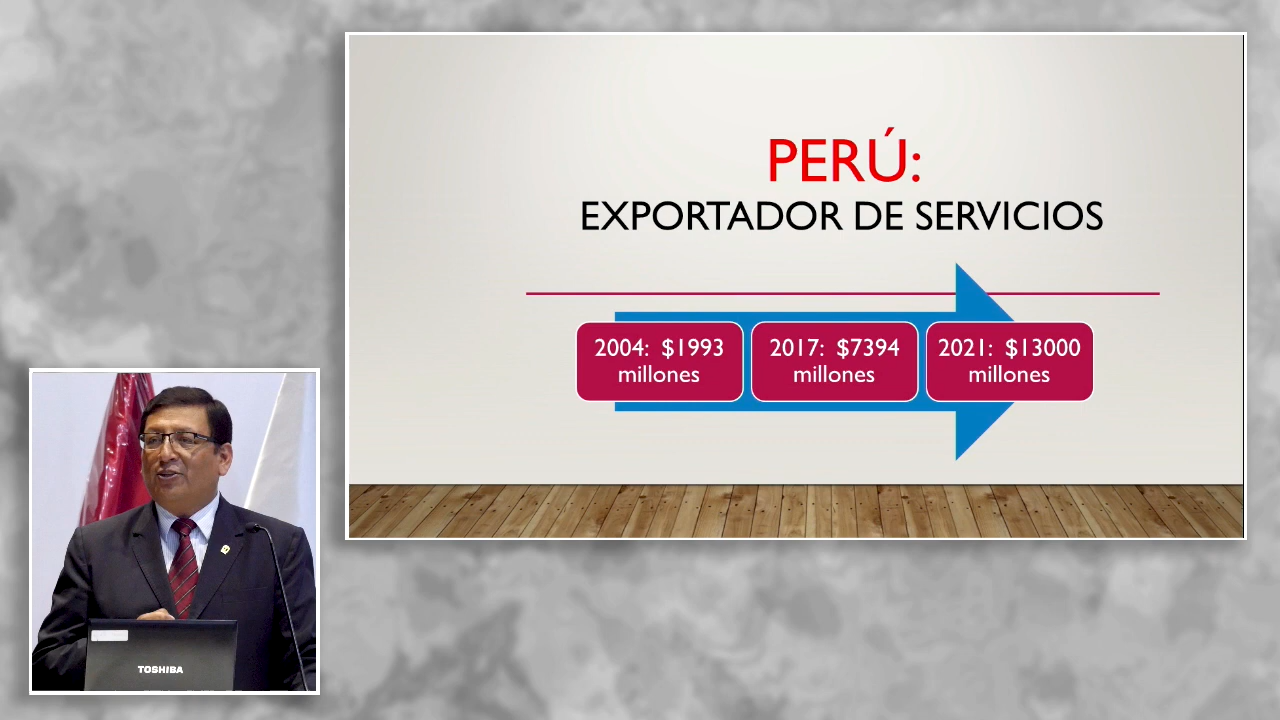 PERÚ:
EXPORTADOR DE SERVICIOS
2004: $1993
millones
2017: $7394
millones
2021: $13000
millones
TOSHIBA